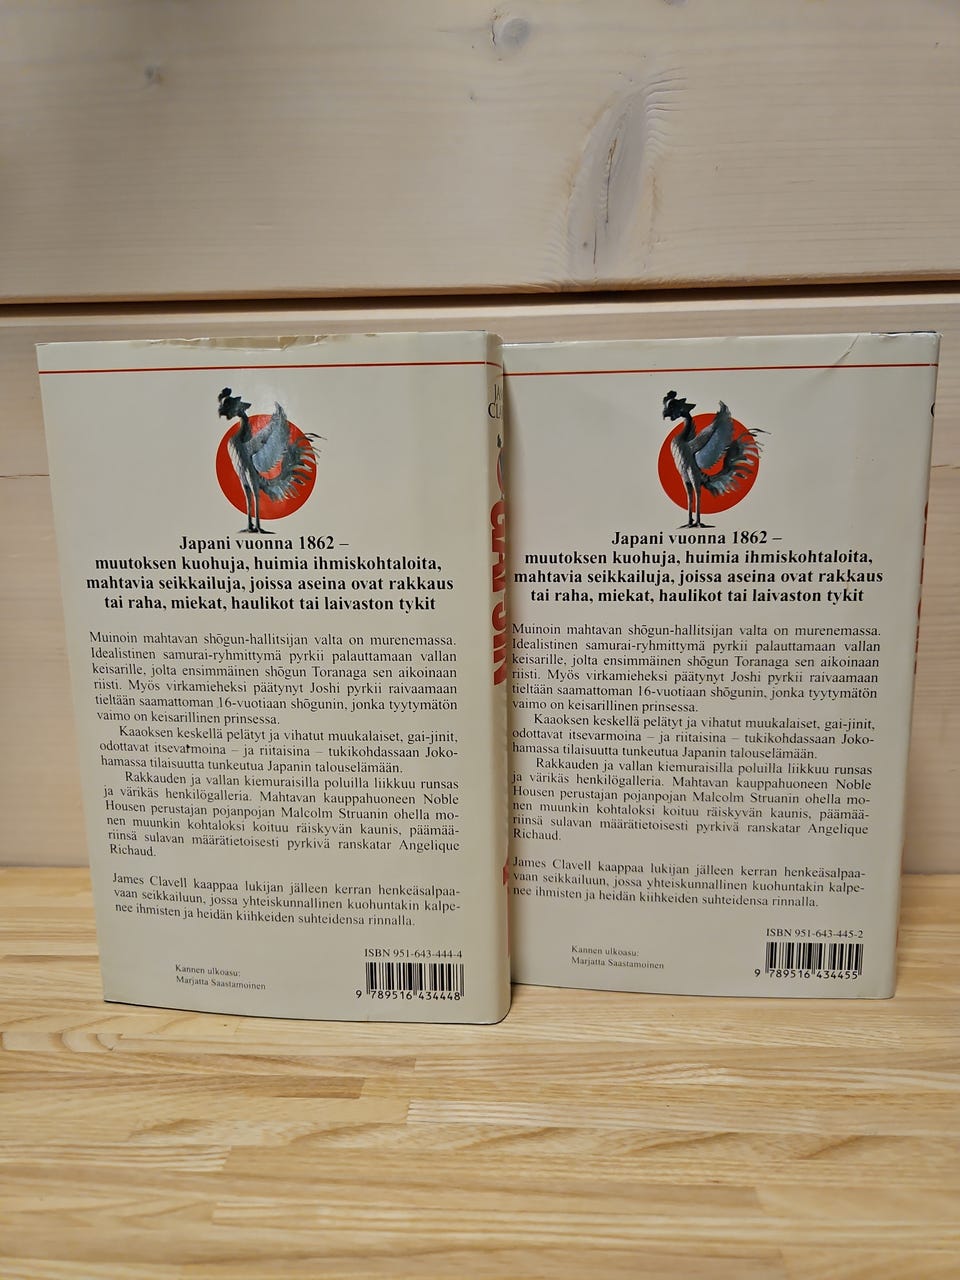 Japani vuonna 1862 –
muutoksen kuohuja, huimia ihmiskohtaloita,
mahtavia seikkailuja, joissa aseina ovat rakkaus
tai raha, miekat, haulikot tai laivaston tykit
Muinoin mahtavan shōgun-hallitsijan valta on murenemassa.
Idealistinen samurai-ryhmittymä pyrkii palauttamaan vallan
keisarille, jolta ensimmäinen shōgun Toranaga sen aikoinaan
riisti. Myös virkamieheksi päätynyt Joshi pyrkii raivaamaan
tieltään saamattoman 16-vuotiaan shōgunin, jonka tyytymätön
vaimo on keisarillinen prinsessa.
Kaaoksen keskellä pelätyt ja vihatut muukalaiset, gai-jinit,
odottavat itsevarmoina – ja riitaisina – tukikohdassaan Joko-
hamassa tilaisuutta tunkeutua Japanin talouselämään.
Rakkauden ja vallan kiemuraisilla poluilla liikkuu runsas
ja värikäs henkilögalleria. Mahtavan kauppahuoneen Noble
Housen perustajan pojanpojan Malcolm Struanin ohella mo-
nen muunkin kohtaloksi koituu räiskyvän kaunis, päämää-
riinsä sulavan määrätietoisesti pyrkivä ranskatar Angelique
Richaud.
James Clavell kaappaa lukijan jälleen kerran henkeäsalpaa-
vaan seikkailuun, jossa yhteiskunnallinen kuohuntakin kalpe-
nee ihmisten ja heidän kiihkeiden suhteidensa rinnalla.
ISBN 951-643-444-4
Kannen ulkoasu:
Marjatta Saastamoinen
9 789516 434448
Japani vuonna 1862 –
muutoksen kuohuja, huimia ihmiskohtaloita,
mahtavia seikkailuja, joissa aseina ovat rakkaus
tai raha, miekat, haulikot tai laivaston tykit
Muinoin mahtavan shōgun-hallitsijan valta on murenemassa.
Idealistinen samurai-ryhmittymä pyrkii palauttamaan vallan
keisarille, jolta ensimmäinen shōgun Toranaga sen aikoinaan
riisti. Myös virkamieheksi päätynyt Joshi pyrkii raivaamaan
tieltään saamattoman 16-vuotiaan shōgunin, jonka tyytymätön
vaimo on keisarillinen prinsessa.
Kaaoksen keskellä pelätyt ja vihatut muukalaiset, gai-jinit,
odottavat itsevarmoina – ja riitaisina – tukikohdassaan Joko-
hamassa tilaisuutta tunkeutua Japanin talouselämään.
Rakkauden ja vallan kiemuraisilla poluilla liikkuu runsas
ja värikäs henkilögalleria. Mahtavan kauppahuoneen Noble
Housen perustajan pojanpojan Malcolm Struanin ohella mo-
nen muunkin kohtaloksi koituu räiskyvän kaunis, päämää-
riinsä sulavan määrätietoisesti pyrkivä ranskatar Angelique
Richaud.
James Clavell kaappaa lukijan jälleen kerran henkeäsalpaa-
vaan seikkailuun, jossa yhteiskunnallinen kuohuntakin kalpe-
nee ihmisten ja heidän kiihkeiden suhteidensa rinnalla.
ISBN 951-643-445-2
Kannen ulkoasu:
Marjatta Saastamoinen
9 789516 434455